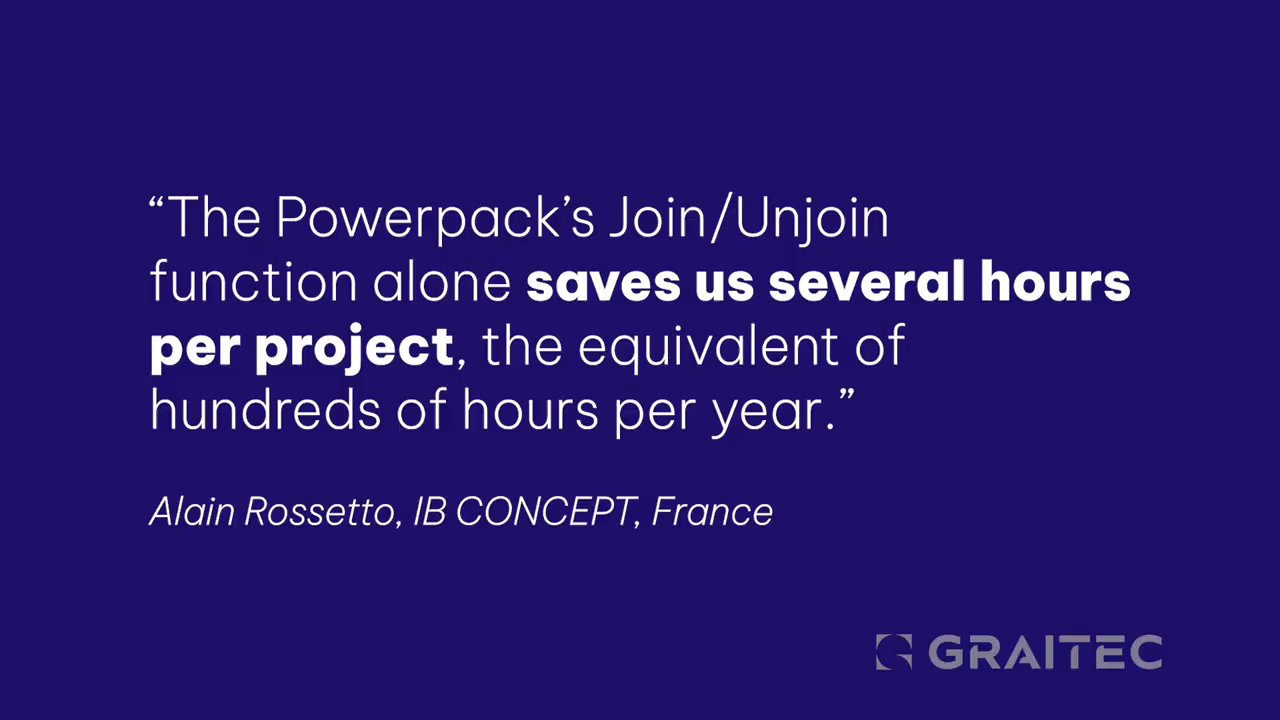 “The Powerpack’s Join/Unjoin
function alone saves us several hours
per project, the equivalent of
hundreds of hours per year.”
Alain Rossetto, IB CONCEPT, France
GRAITEC